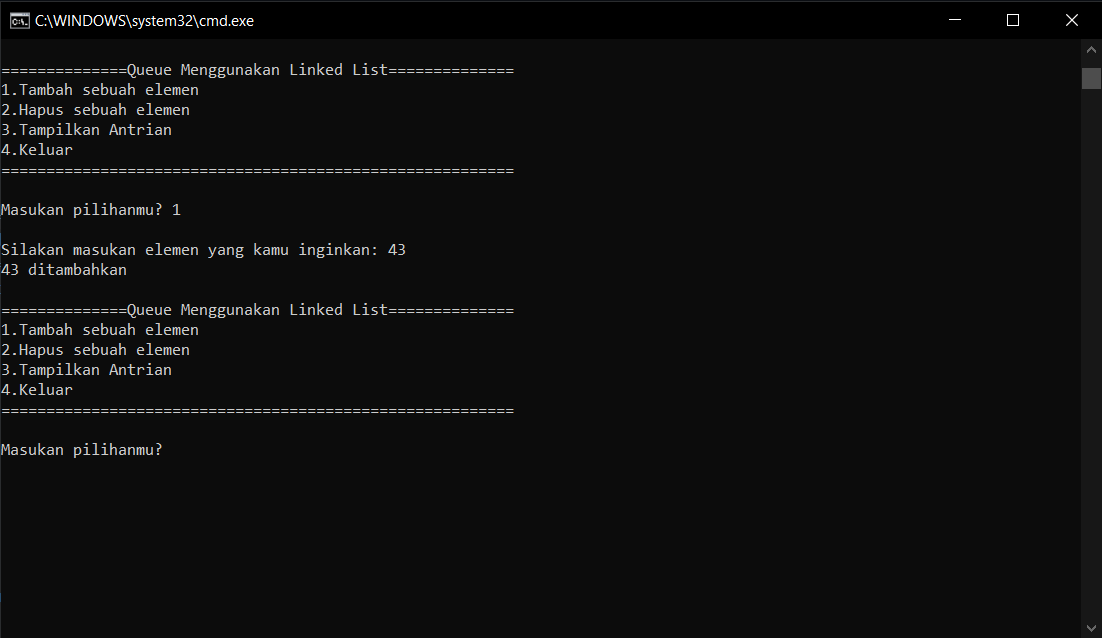 C:\WINDOWS\system32\cmd.exe
==============Queue Menggunakan Linked List==============
1.Tambah sebuah elemen
2.Hapus sebuah elemen
3.Tampilkan Antrian
4.Keluar
=========================================================
Masukan pilihanmu? 1
Silakan masukan elemen yang kamu inginkan: 43
43 ditambahkan
==============Queue Menggunakan Linked List==============
1.Tambah sebuah elemen
2.Hapus sebuah elemen
3.Tampilkan Antrian
4.Keluar
=========================================================
Masukan pilihanmu?